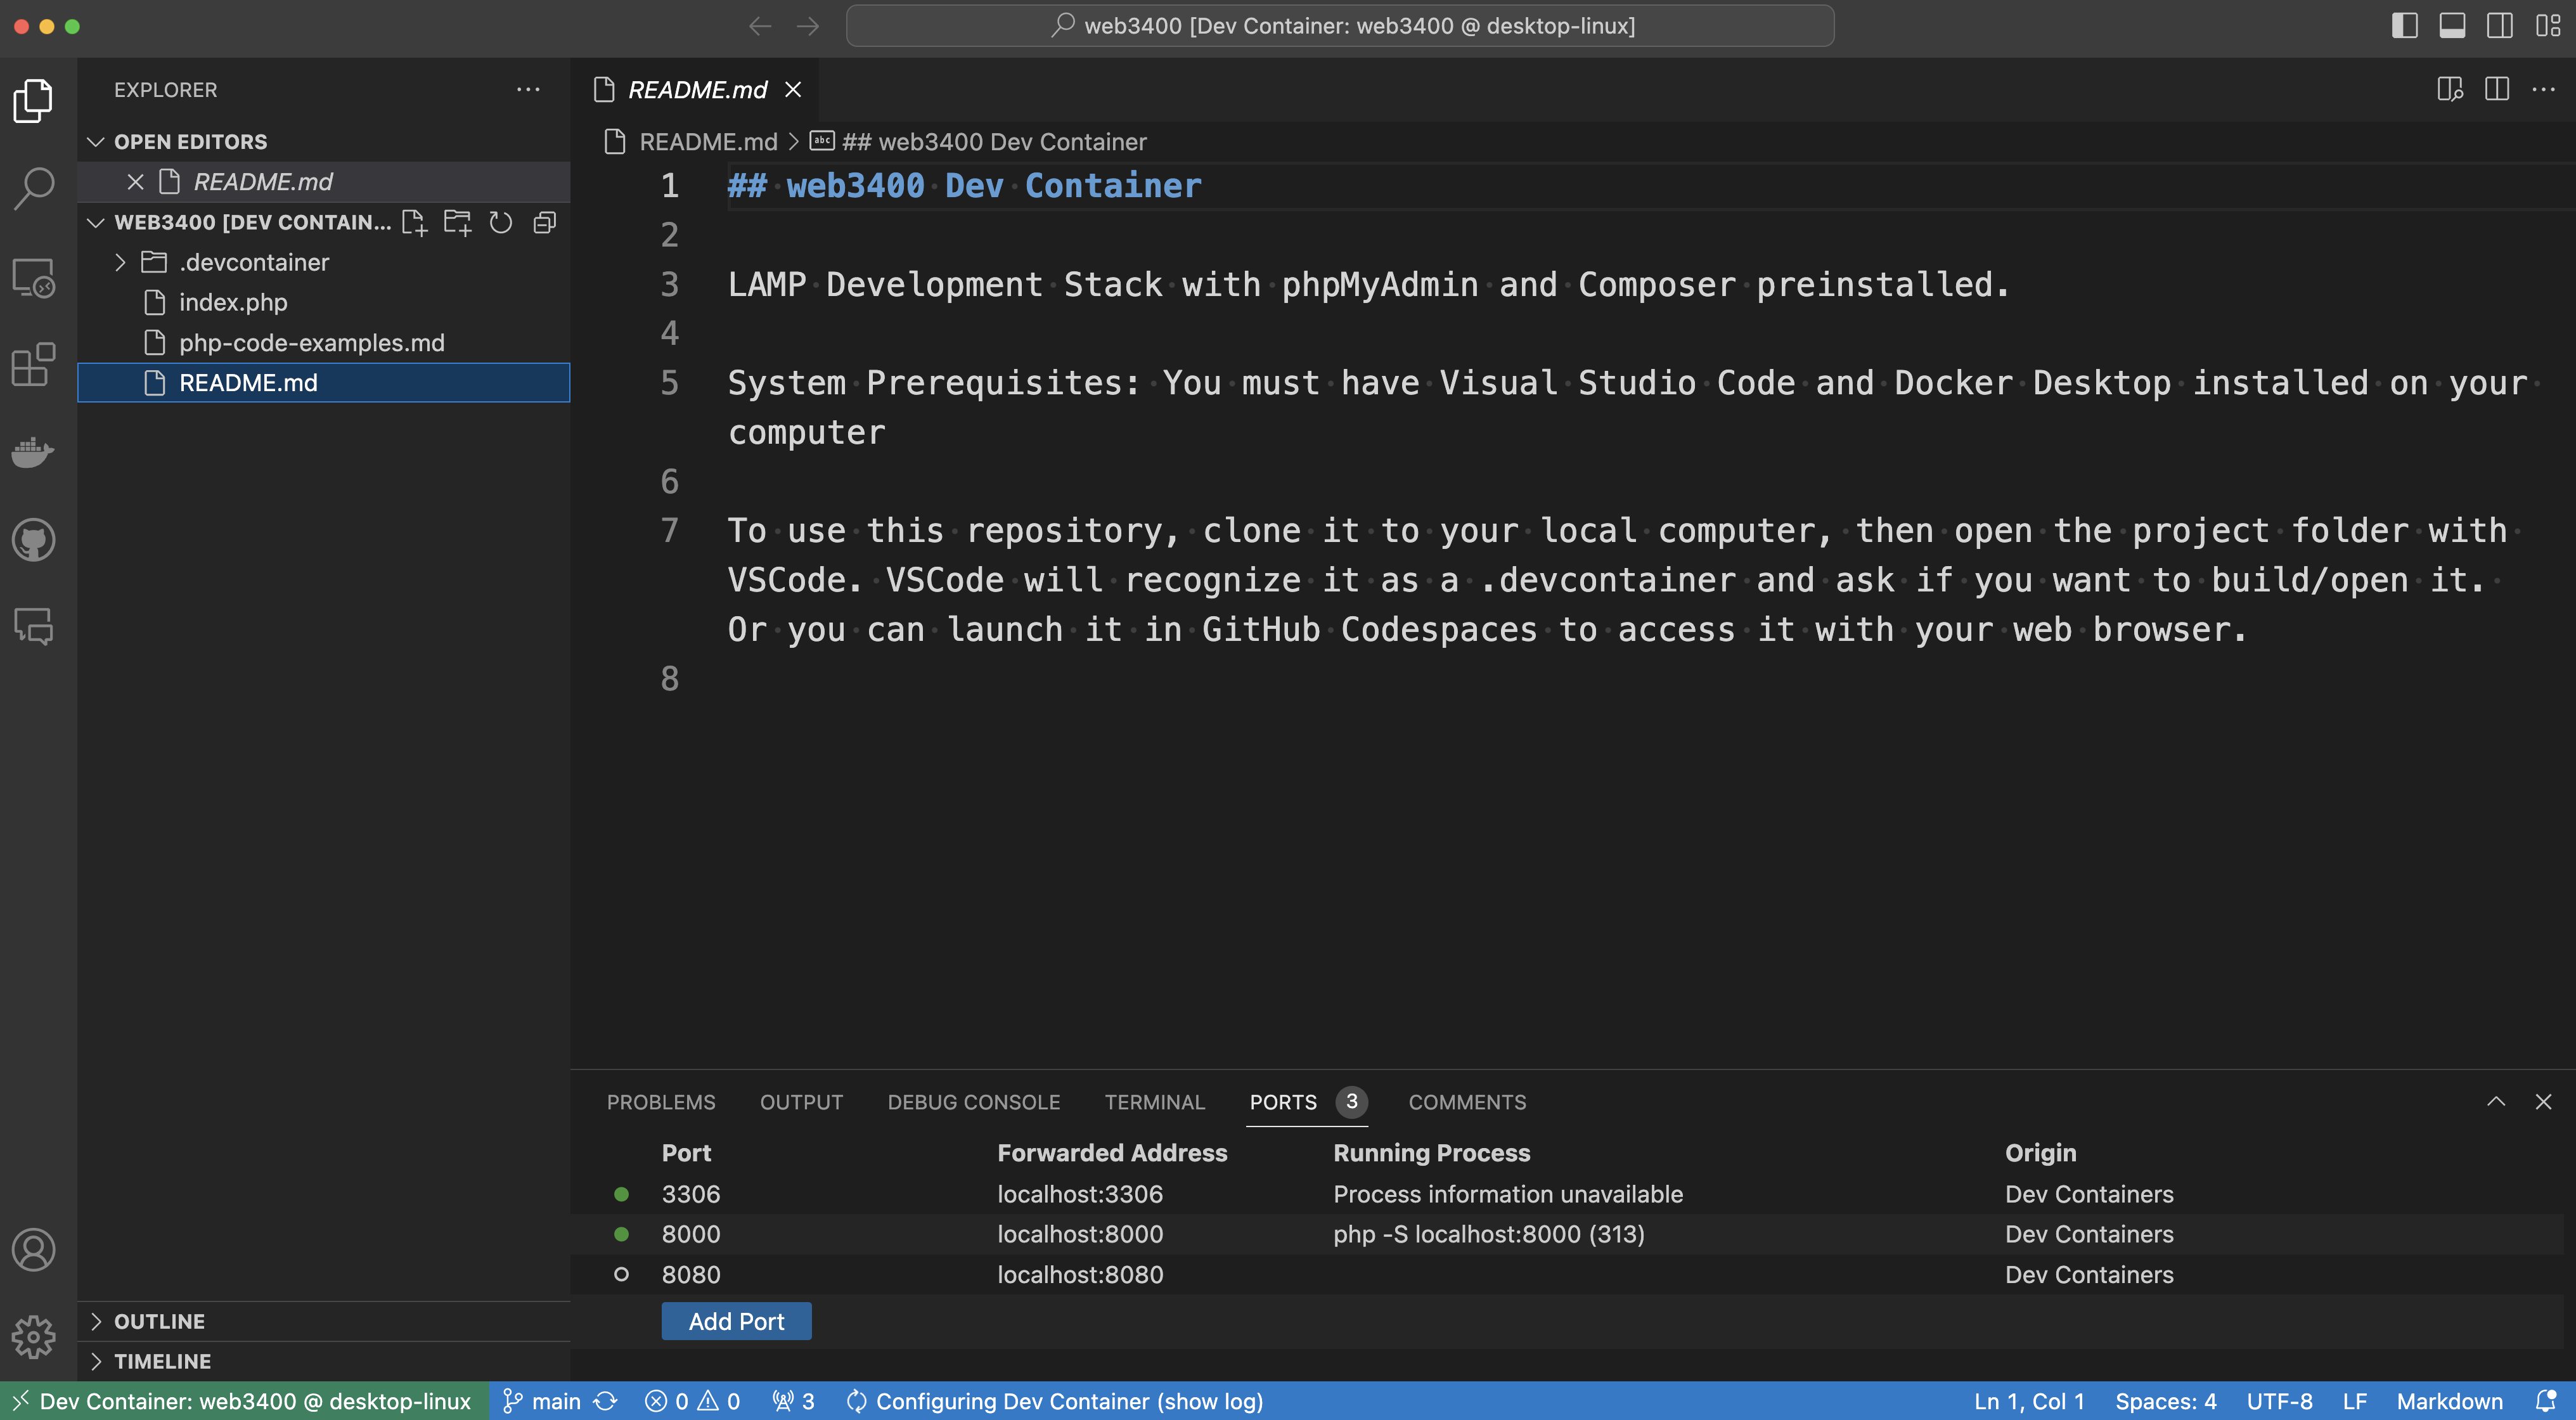 web3400 [Dev Container: web3400 @ desktop-linux]
EXPLORER
OPEN EDITORS
README.md
WEB3400 [DEV CONTAIN...
.devcontainer
index.php
php-code-examples.md
README.md
OUTLINE
TIMELINE
README.md
README.md > abc ## web3400 Dev Container
1 ## web3400 Dev Container
2
3 LAMP Development Stack with phpMyAdmin and Composer preinstalled.
4
5 System Prerequisites: You must have Visual Studio Code and Docker Desktop installed on your
computer
6
7 To use this repository, clone it to your local computer, then open the project folder with
VSCode. VSCode will recognize it as a .devcontainer and ask if you want to build/open it.
Or you can launch it in GitHub Codespaces to access it with your web browser.
8
PROBLEMS OUTPUT DEBUG CONSOLE TERMINAL PORTS 3 COMMENTS
Port Forwarded Address Running Process Origin
3306 localhost:3306 Process information unavailable Dev Containers
8000 localhost:8000 php -S localhost:8000 (313) Dev Containers
8080 localhost:8080 Dev Containers
Add Port
Dev Container: web3400 @ desktop-linux main 0 0 3 Configuring Dev Container (show log) Ln 1, Col 1 Spaces: 4 UTF-8 LF Markdown